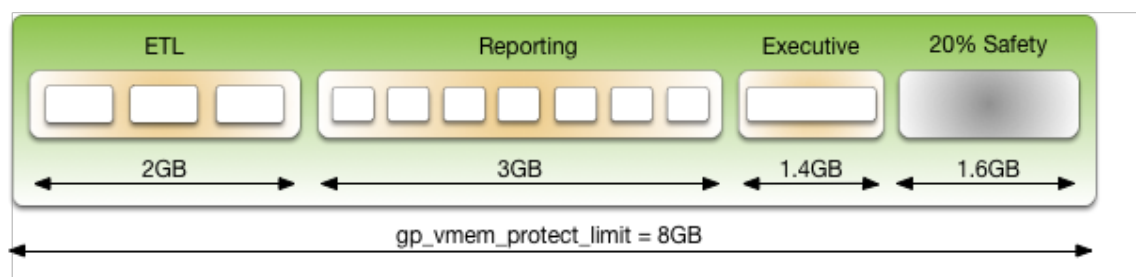 ETL Reporting Executive 20% Safety
2GB 3GB 1.4GB 1.6GB
gp_vmem_protect_limit = 8GB